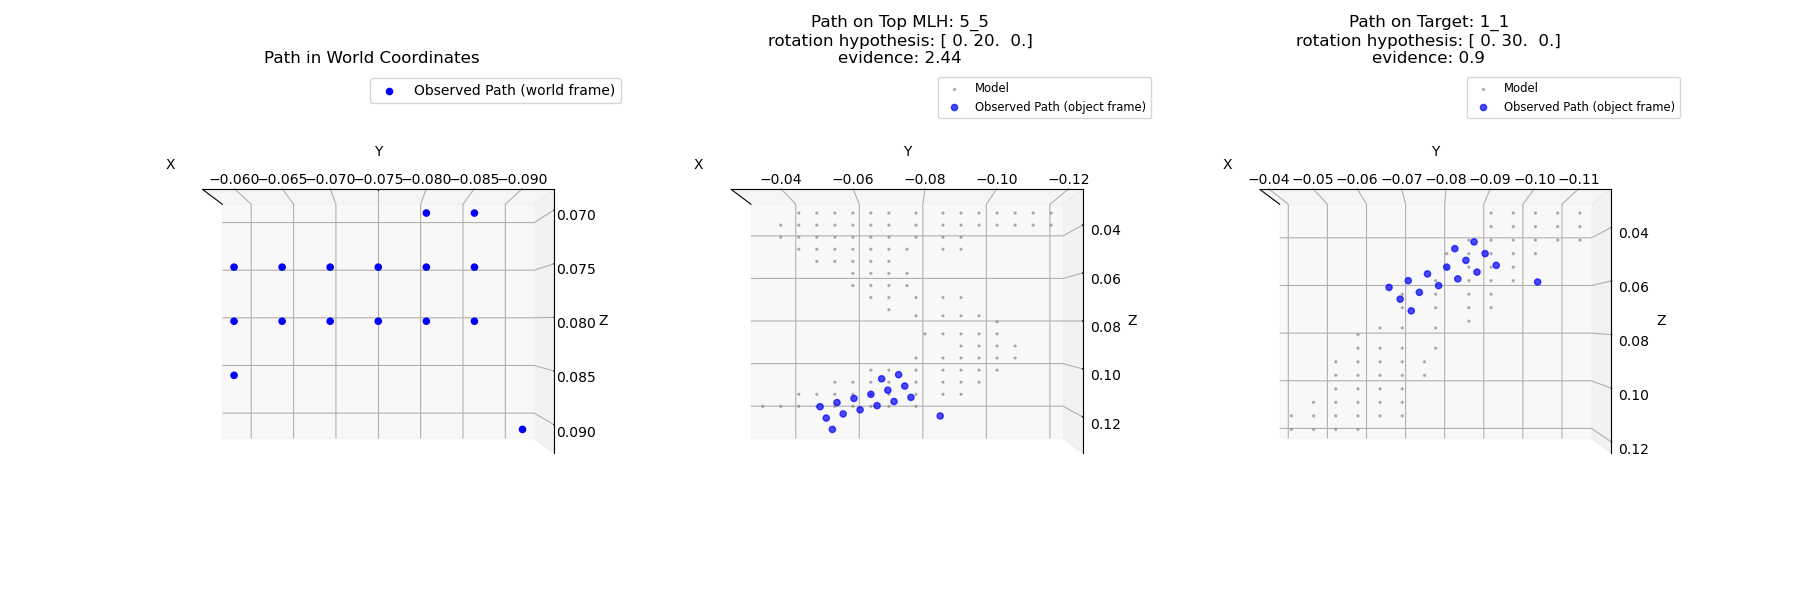 Path in World Coordinates
Observed Path (world frame)
X
Y
−0.060 −0.065 −0.070 −0.075 −0.080 −0.085 −0.090
0.070
0.075
0.080
0.085
0.090
Z
Path on Top MLH: 5_5
rotation hypothesis: [ 0. 20.  0.]
evidence: 2.44
Model
Observed Path (object frame)
X
Y
−0.04 −0.06 −0.08 −0.10 −0.12
0.04
0.06
0.08
0.10
0.12
Z
Path on Target: 1_1
rotation hypothesis: [ 0. 30.  0.]
evidence: 0.9
Model
Observed Path (object frame)
X
Y
−0.04 −0.05 −0.06 −0.07 −0.08 −0.09 −0.10 −0.11
0.04
0.06
0.08
0.10
0.12
Z